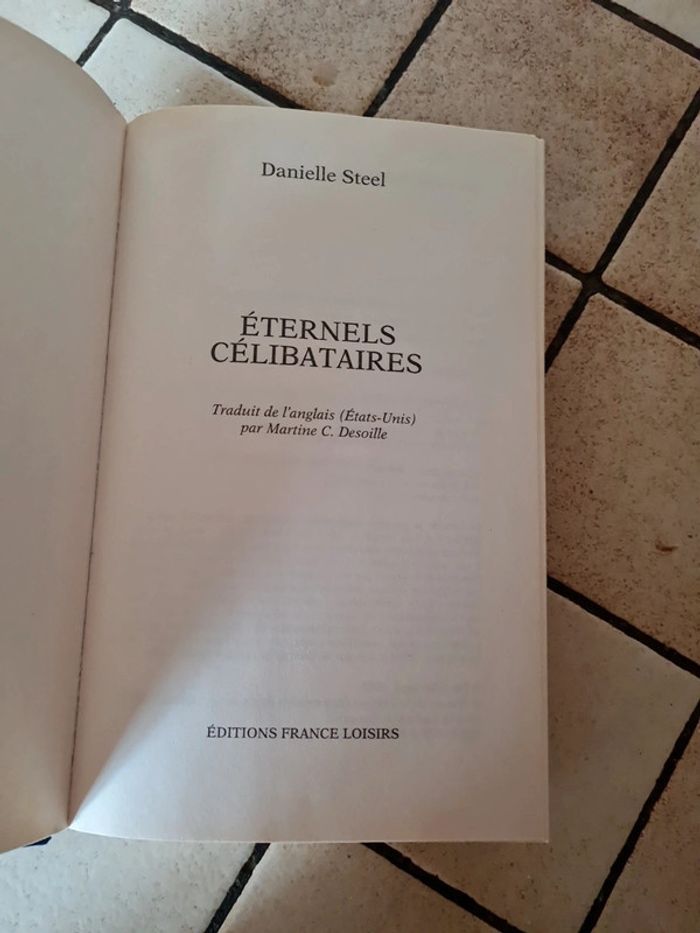 Danielle Steel
ÉTERNELS
CÉLIBATAIRES
Traduit de l'anglais (États-Unis)
par Martine C. Desoille
ÉDITIONS FRANCE LOISIRS